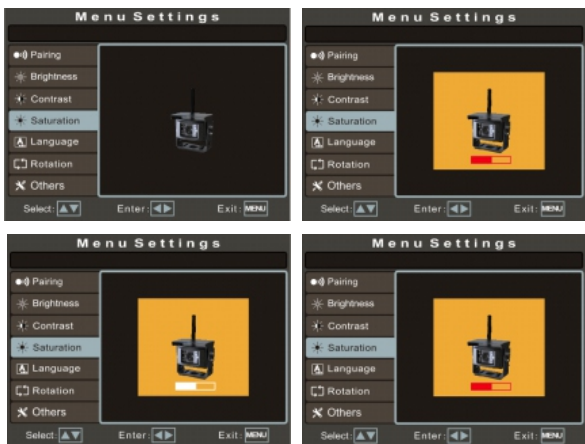 Menu Settings
Pairing
Brightness
Contrast
Saturation
Language
Rotation
Others
Select: Enter: Exit: MENU
Menu Settings
Pairing
Brightness
Contrast
Saturation
Language
Rotation
Others
Select: Enter: Exit: MENU
Menu Settings
Pairing
Brightness
Contrast
Saturation
Language
Rotation
Others
Select: Enter: Exit: MENU
Menu Settings
Pairing
Brightness
Contrast
Saturation
Language
Rotation
Others
Select: Enter: Exit: MENU